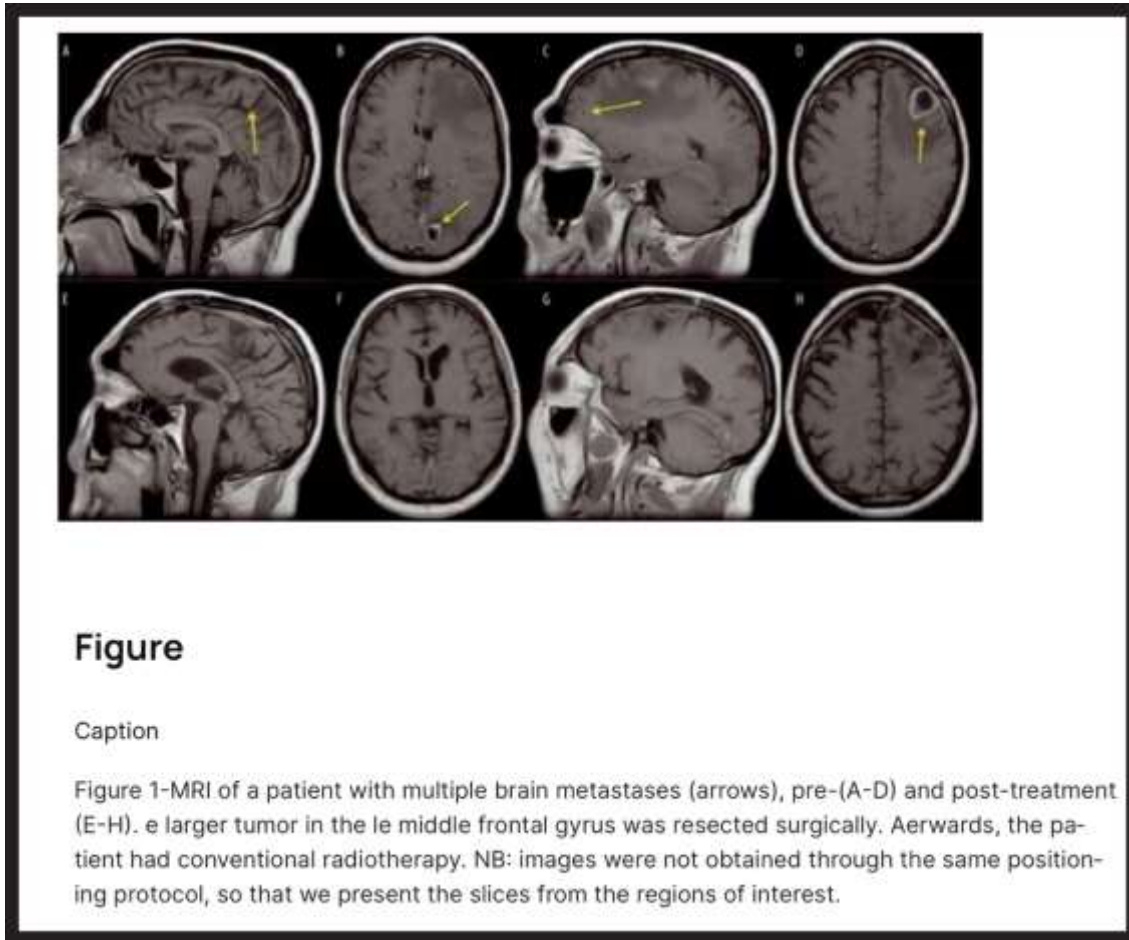 A B C D
E F G H
Figure
Caption
Figure 1-MRI of a patient with multiple brain metastases (arrows), pre-(A-D) and post-treatment
(E-H). e larger tumor in the le middle frontal gyrus was resected surgically. Aerwards, the pa-
tient had conventional radiotherapy. NB: images were not obtained through the same position-
ing protocol, so that we present the slices from the regions of interest.